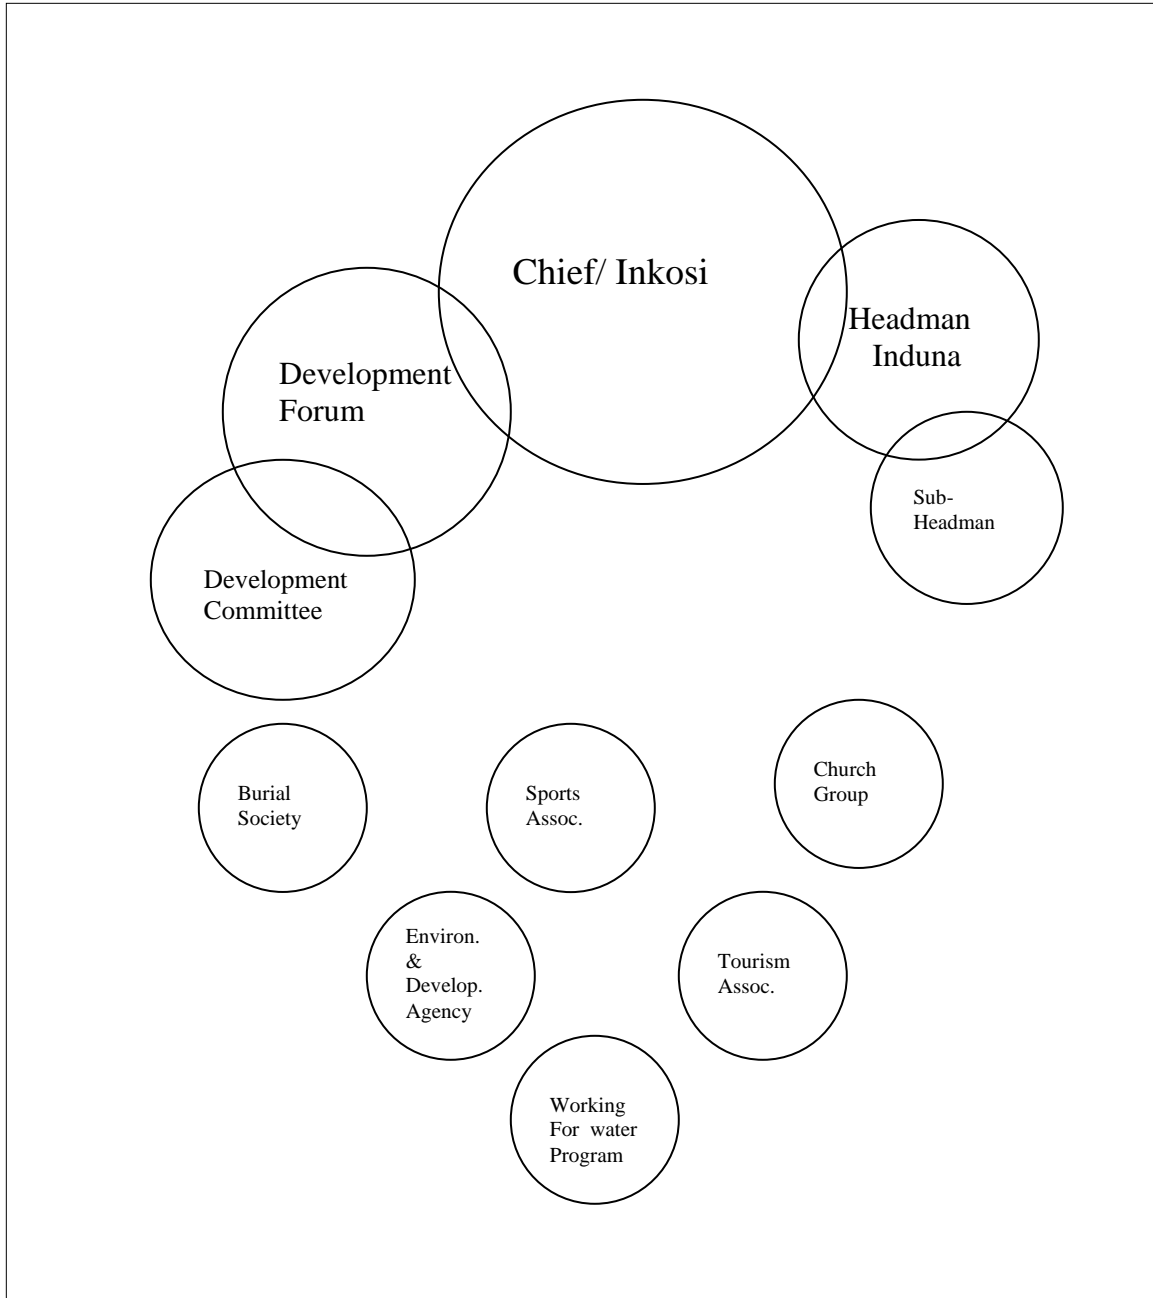 Chief/ Inkosi
Headman
Induna
Development
Forum
Sub-
Headman
Development
Committee
Burial
Society
Sports
Assoc.
Church
Group
Environ.
&
Develop.
Agency
Tourism
Assoc.
Working
For water
Program